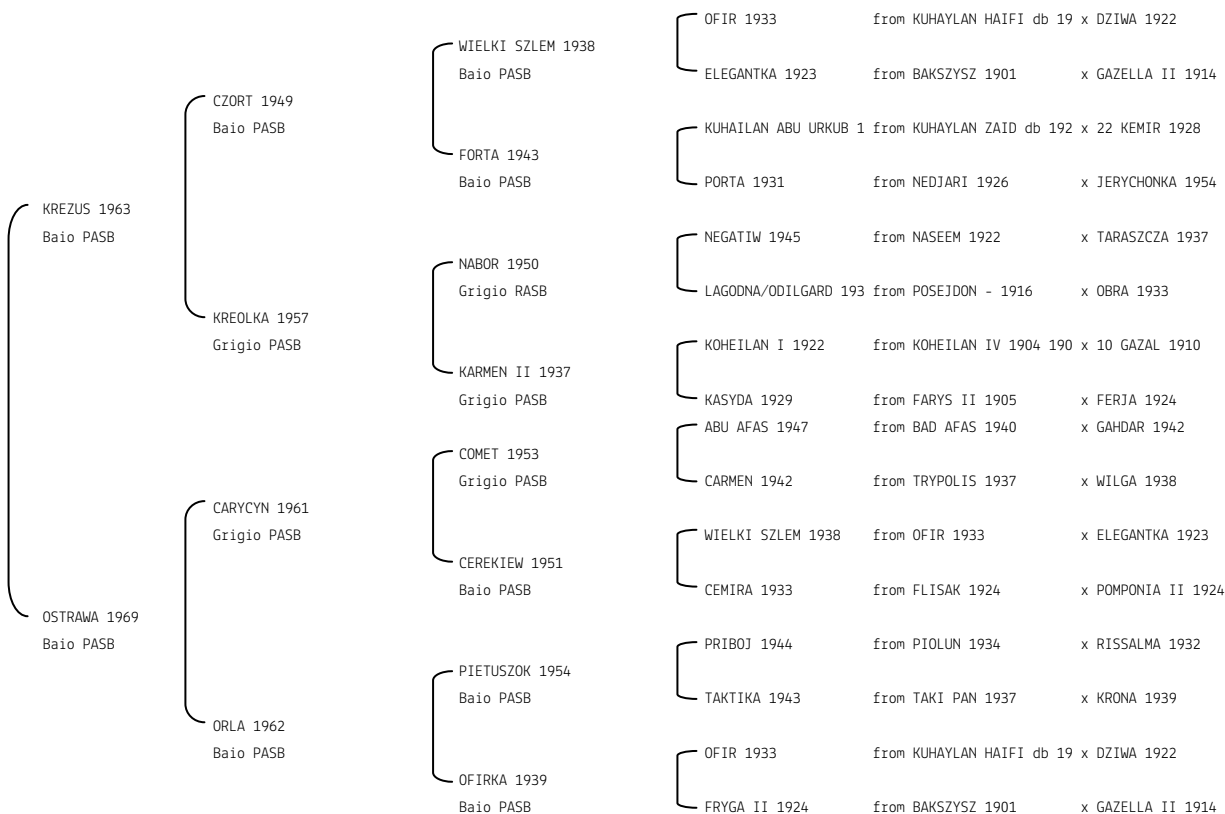 OFIR 1933 from KUHAYLAN HAIFI db 19 x DZIWA 1922
WIELKI SZLEM 1938
Baio PASB
ELEGANTKA 1923 from BAKSZYSZ 1901 x GAZELLA II 1914
CZORT 1949
Baio PASB
KUHAILAN ABU URKUB 1 from KUHAYLAN ZAID db 192 x 22 KEMIR 1928
FORTA 1943
Baio PASB
PORTA 1931 from NEDJARI 1926 x JERYCHONKA 1954
KREZUS 1963
Baio PASB
NEGATIW 1945 from NASEEM 1922 x TARASZCZA 1937
NABOR 1950
Grigio RASB
LAGODNA/ODILGARD 193 from POSEJDON - 1916 x OBRA 1933
KREOLKA 1957
Grigio PASB
KOHEILAN I 1922 from KOHEILAN IV 1904 190 x 10 GAZAL 1910
KARMEN II 1937
Grigio PASB
KASYDA 1929 from FARYS II 1905 x FERJA 1924
ABU AFAS 1947 from BAD AFAS 1940 x GAHDAR 1942
COMET 1953
Grigio PASB
CARMEN 1942 from TRYPOLIS 1937 x WILGA 1938
CARYCYN 1961
Grigio PASB
WIELKI SZLEM 1938 from OFIR 1933 x ELEGANTKA 1923
CEREKIEW 1951
Baio PASB
CEMIRA 1933 from FLISAK 1924 x POMPONIA II 1924
OSTRAWA 1969
Baio PASB
PRIBOJ 1944 from PIOLUN 1934 x RISSALMA 1932
PIETUSZOK 1954
Baio PASB
TAKTIKA 1943 from TAKI PAN 1937 x KRONA 1939
ORLA 1962
Baio PASB
OFIR 1933 from KUHAYLAN HAIFI db 19 x DZIWA 1922
OFIRKA 1939
Baio PASB
FRYGA II 1924 from BAKSZYSZ 1901 x GAZELLA II 1914